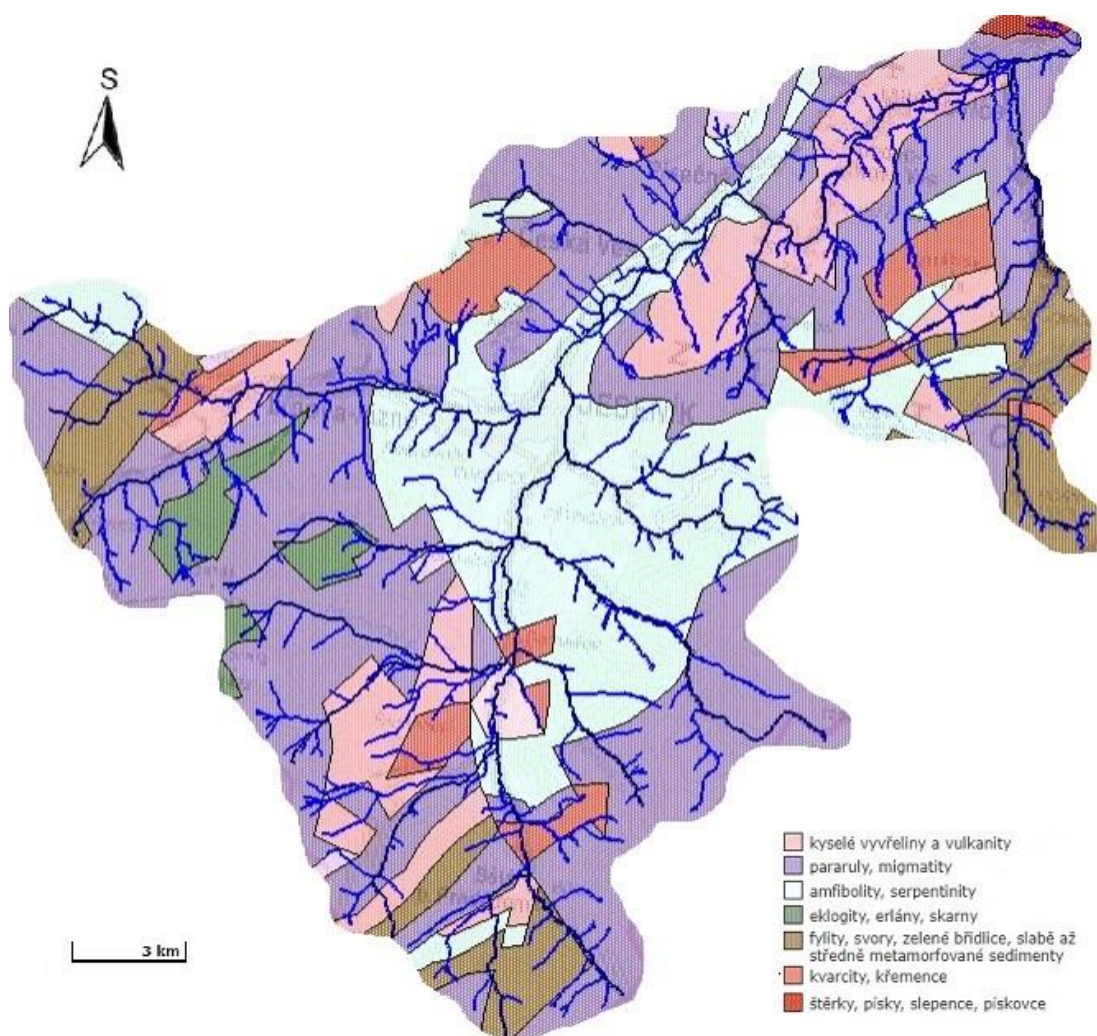 S
kyselé vyvřeliny a vulkanity
pararuly, migmatity
amfibolity, serpentinity
eklogity, erlány, skarny
fylity, svory, zelené břidlice, slabě až
středně metamorfované sedimenty
kvarcity, křemence
štěrky, písky, slepence, pískovce
3 km